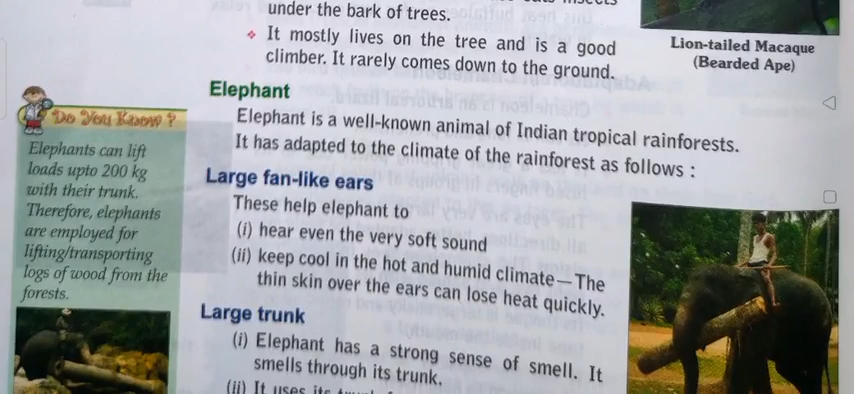 under the bark of trees.
❖ It mostly lives on the tree and is a good
climber. It rarely comes down to the ground.
Lion-tailed Macaque
(Bearded Ape)
Elephant
Elephant is a well-known animal of Indian tropical rainforests.
It has adapted to the climate of the rainforest as follows :
Large fan-like ears
These help elephant to
(i) hear even the very soft sound
(ii) keep cool in the hot and humid climate—The
thin skin over the ears can lose heat quickly.
Large trunk
(i) Elephant has a strong sense of smell. It
smells through its trunk.
(ii) It uses its
Do You Know ?
Elephants can lift
loads upto 200 kg
with their trunk.
Therefore, elephants
are employed for
lifting/transporting
logs of wood from the
forests.